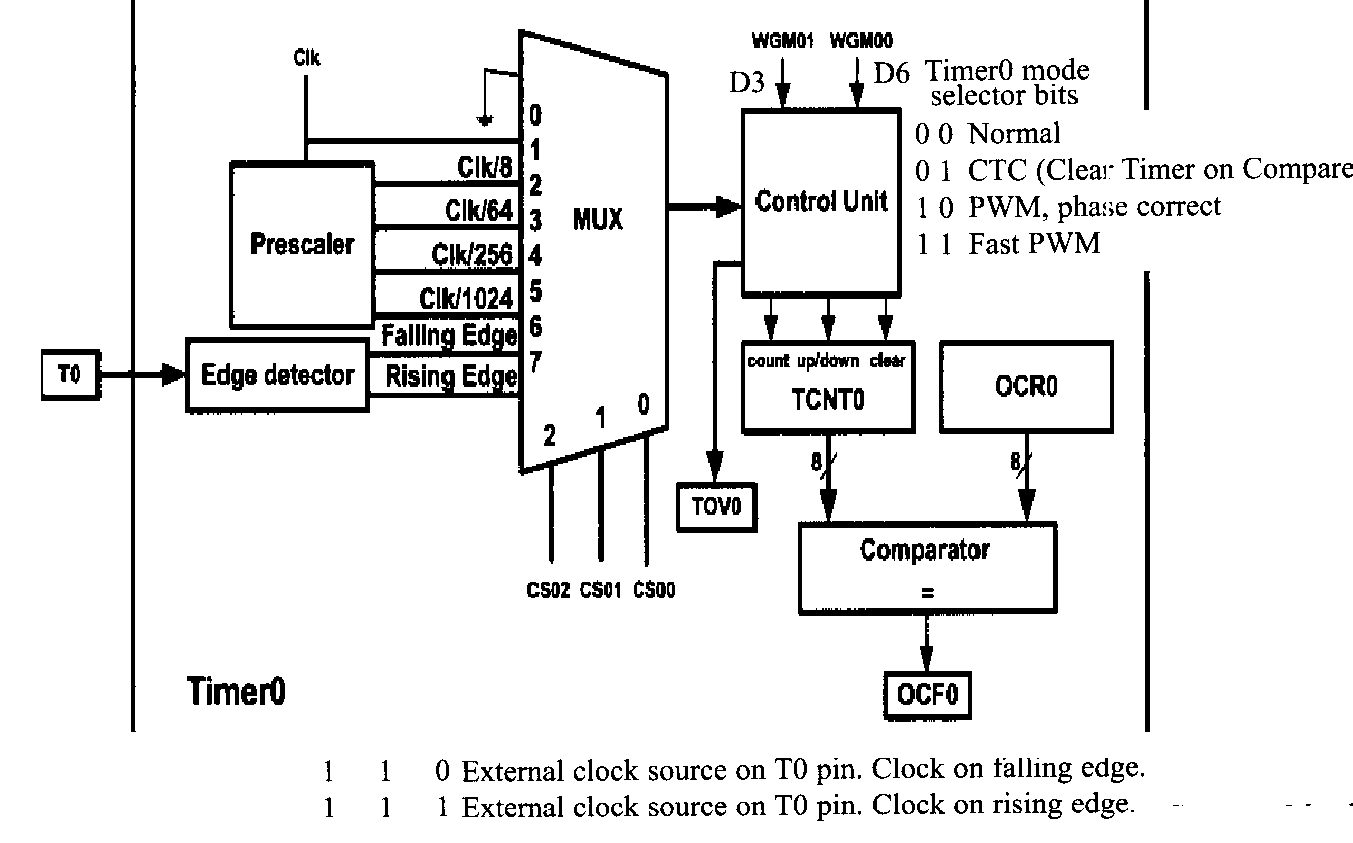 Clk
WGM01 WGM00
D3
D6 Timer0 mode
selector bits
0 0 Normal
0 1 CTC (Clear Timer on Compare
1 0 PWM, phase correct
1 1 Fast PWM
0
1
Clk/8
2
Clk/64
3
Clk/256
4
Clk/1024
5
Falling Edge
6
Rising Edge
7
MUX
Prescaler
T0
Edge detector
2
1
0
CS02 CS01 CS00
Control Unit
count up/down clear
TCNT0
OCR0
8
8
TOV0
Comparator
=
OCF0
Timer0
1 1 0 External clock source on T0 pin. Clock on falling edge.
1 1 1 External clock source on T0 pin. Clock on rising edge.